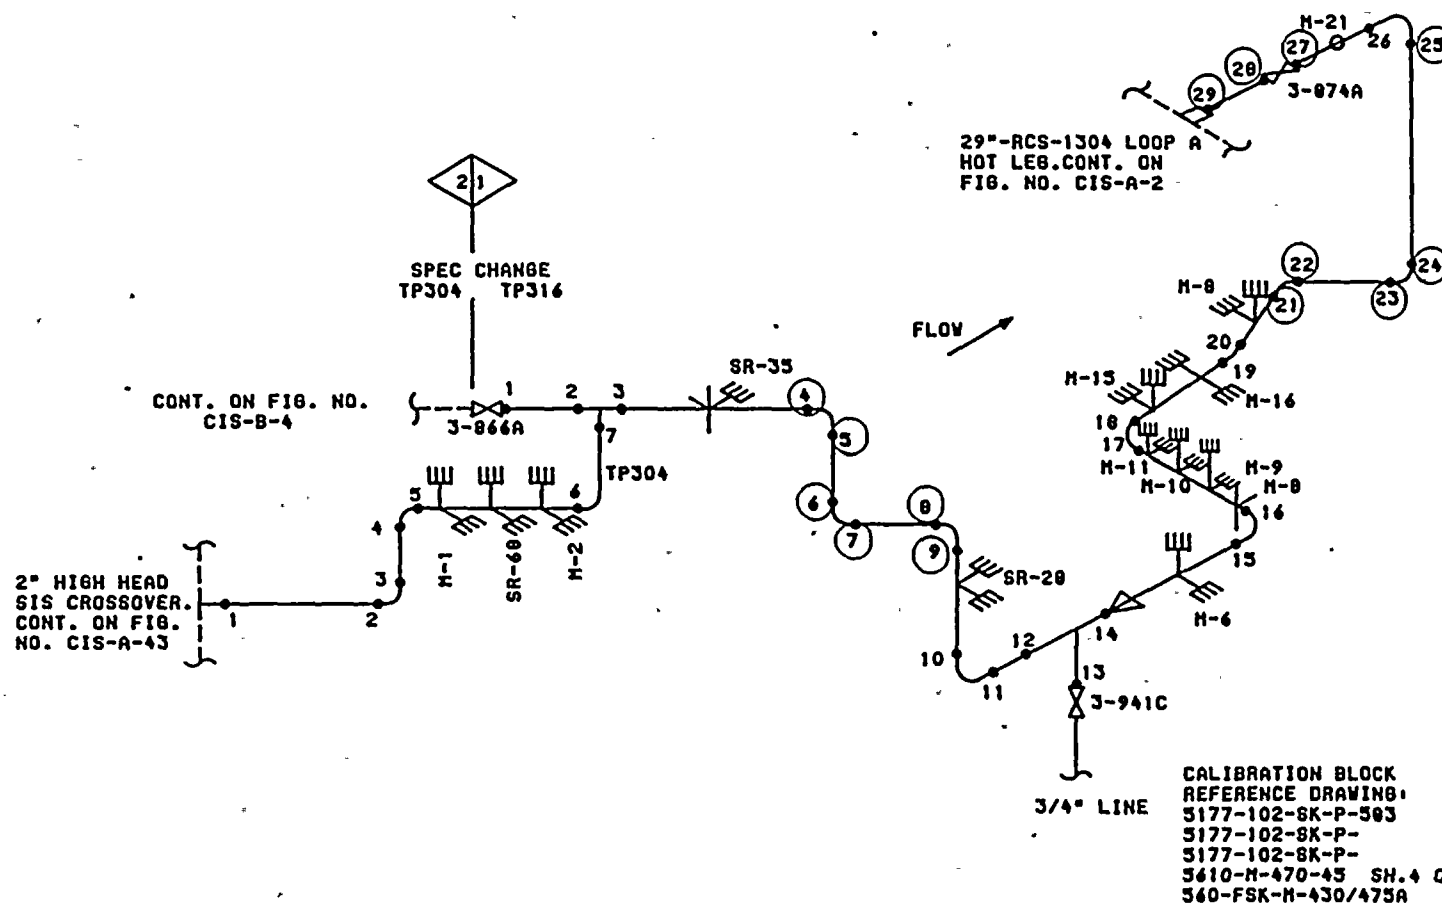 M-21
26
25
27
28
3-874A
29
29"-RCS-1304 LOOP A
HOT LEG.CONT. ON
FIG. NO. CIS-A-2
2 1
SPEC CHANGE
TP304 TP316
24
22
23
21
M-8
20
19
FLOW
SR-35
M-15
M-16
CONT. ON FIG. NO.
CIS-B-4
1
2
3
4
3-866A
7
5
18
17
M-11
M-10
M-9
M-8
16
15
TP304
5
6
4
M-1
SR-68
M-2
6
7
8
9
SR-28
3
2" HIGH HEAD
SIS CROSSOVER.
CONT. ON FIG.
NO. CIS-A-43
1
2
M-6
14
12
10
11
13
3-941C
3/4" LINE
CALIBRATION BLOCK
REFERENCE DRAWING:
5177-102-SK-P-503
5177-102-SK-P-
5177-102-SK-P-
5610-M-470-45 SH.4
560-FSK-M-430/475A